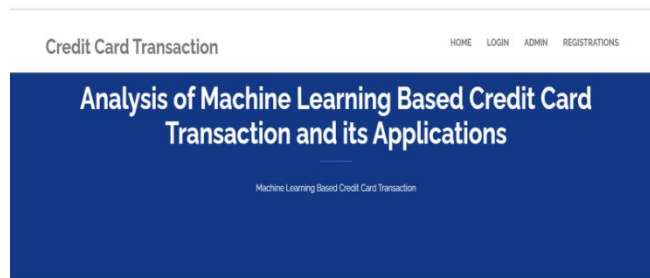 Credit Card Transaction
HOME LOGIN ADMIN REGISTRATIONS
Analysis of Machine Learning Based Credit Card
Transaction and its Applications
Machine Learning Based Credit Card Transaction